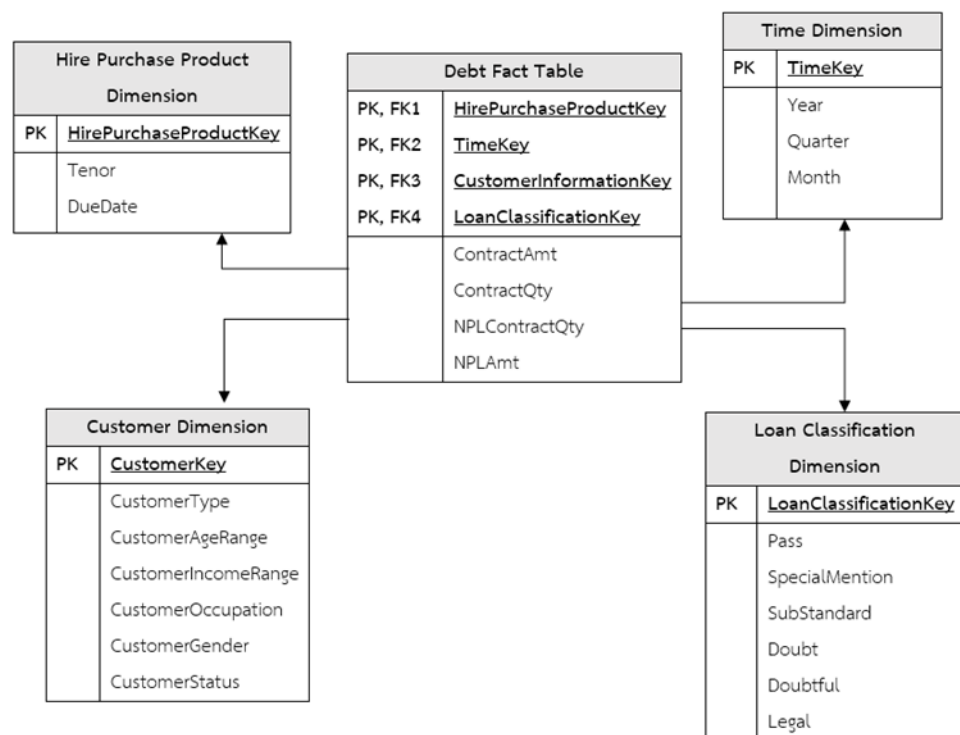 Hire Purchase Product
Dimension
PK HirePurchaseProductKey
Tenor
DueDate
Debt Fact Table
PK, FK1 HirePurchaseProductKey
PK, FK2 TimeKey
PK, FK3 CustomerInformationKey
PK, FK4 LoanClassificationKey
ContractAmt
ContractQty
NPLContractQty
NPLAmt
Time Dimension
PK TimeKey
Year
Quarter
Month
Customer Dimension
PK CustomerKey
CustomerType
CustomerAgeRange
CustomerIncomeRange
CustomerOccupation
CustomerGender
CustomerStatus
Loan Classification
Dimension
PK LoanClassificationKey
Pass
SpecialMention
SubStandard
Doubt
Doubtful
Legal